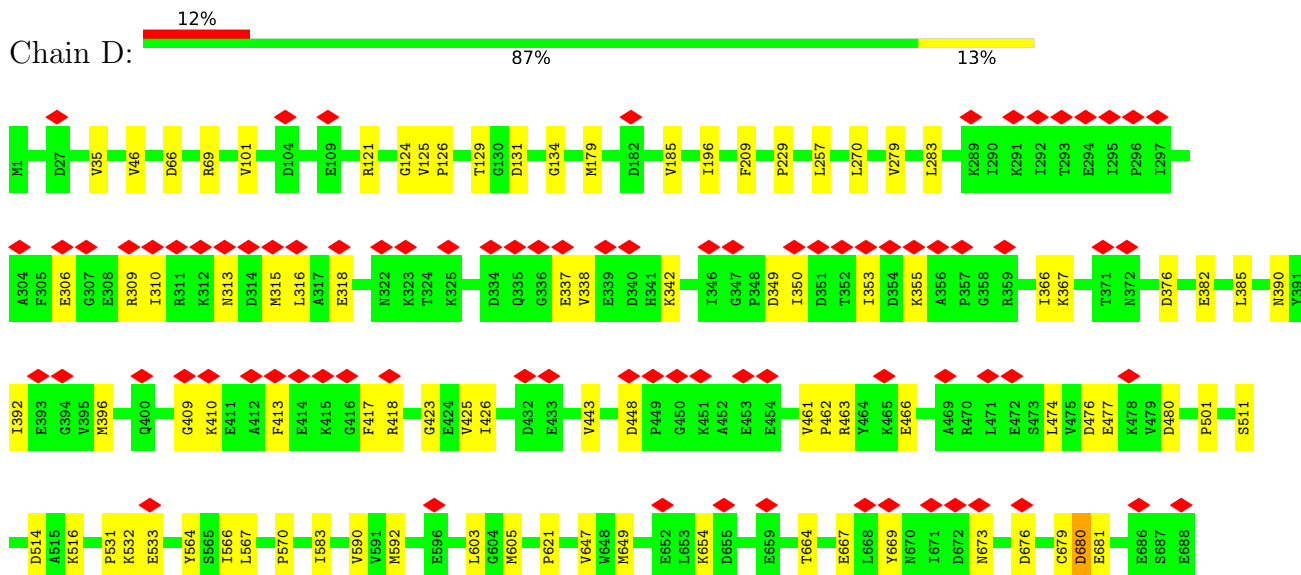 12%
Chain D:
87% 13%
M1 D27 V35 V46 D66 R69 V101 D104 E109 R121 G124 V125 P126 T129 G130 D131 G134 M179 D182 V185 I196 F209 P229 L257 L270 V279 L283 K289 I290 K291 I292 T293 E294 I295 P296 I297
A304 F305 E306 G307 E308 R309 I310 R311 K312 N313 D314 M315 L316 A317 E318 N322 K323 T324 K325 D334 Q335 G336 E337 V338 E339 D340 H341 K342 I346 G347 P348 D349 I350 D351 T352 I353 D354 K355 A356 P357 G358 R359 I366 K367 T371 N372 D376 E382 L385 N390 Y391
I392 E393 G394 V395 M396 Q400 G409 K410 E411 A412 F413 E414 K415 G416 F417 R418 G423 E424 V425 I426 D432 E433 V443 D448 P449 G450 K451 A452 E453 E454 V461 P462 R463 Y464 K465 E466 A469 R470 L471 E472 S473 L474 V475 D476 E477 K478 V479 D480 P501 S511
D514 A515 K516 P531 K532 E533 Y564 S565 I566 L567 P570 I583 V590 V591 M592 E596 L603 G604 M605 P621 V647 W648 M649 E652 L653 K654 D655 E659 T664 E667 L668 Y669 N670 I671 D672 N673 D676 C679 D680 E681 E686 S687 E688